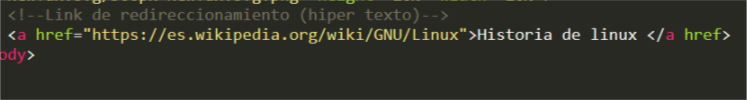 <!--Link de redireccionamiento (hiper texto)-->
<a href="https://es.wikipedia.org/wiki/GNU/Linux">Historia de linux </a href>
ody>